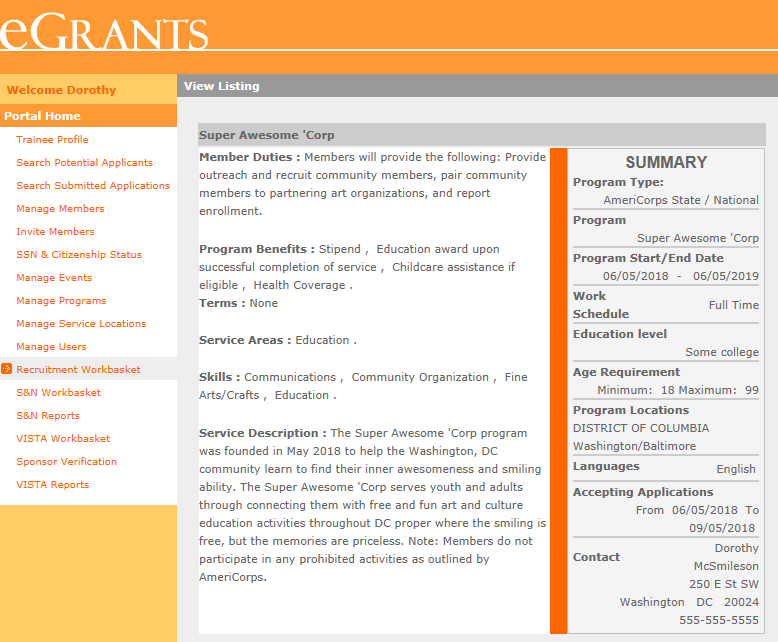 eGRANTS
Welcome Dorothy
Portal Home
Trainee Profile
Search Potential Applicants
Search Submitted Applications
Manage Members
Invite Members
SSN & Citizenship Status
Manage Events
Manage Programs
Manage Service Locations
Manage Users
Recruitment Workbasket
S&N Workbasket
S&N Reports
VISTA Workbasket
Sponsor Verification
VISTA Reports
View Listing
Super Awesome 'Corp
Member Duties : Members will provide the following: Provide
outreach and recruit community members, pair community
members to partnering art organizations, and report
enrollment.
Program Benefits : Stipend , Education award upon
successful completion of service , Childcare assistance if
eligible , Health Coverage .
Terms : None
Service Areas : Education .
Skills : Communications , Community Organization , Fine
Arts/Crafts , Education .
Service Description : The Super Awesome 'Corp program
was founded in May 2018 to help the Washington, DC
community learn to find their inner awesomeness and smiling
ability. The Super Awesome 'Corp serves youth and adults
through connecting them with free and fun art and culture
education activities throughout DC proper where the smiling is
free, but the memories are priceless. Note: Members do not
participate in any prohibited activities as outlined by
AmeriCorps.
SUMMARY
Program Type:
AmeriCorps State / National
Program
Super Awesome 'Corp
Program Start/End Date
06/05/2018 - 06/05/2019
Work
Schedule
Full Time
Education level
Some college
Age Requirement
Minimum: 18 Maximum: 99
Program Locations
DISTRICT OF COLUMBIA
Washington/Baltimore
Languages
English
Accepting Applications
From 06/05/2018 To
09/05/2018
Contact
Dorothy
McSmileson
250 E St SW
Washington DC 20024
555-555-5555